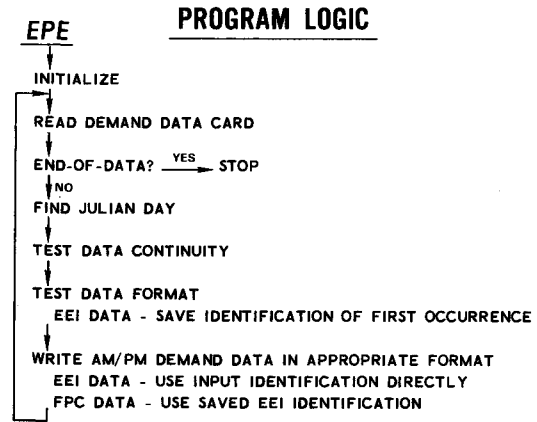 PROGRAM LOGIC
EPE
INITIALIZE
READ DEMAND DATA CARD
END-OF-DATA? YES STOP
NO
FIND JULIAN DAY
TEST DATA CONTINUITY
TEST DATA FORMAT
EEI DATA - SAVE IDENTIFICATION OF FIRST OCCURRENCE
WRITE AM/PM DEMAND DATA IN APPROPRIATE FORMAT
EEI DATA - USE INPUT IDENTIFICATION DIRECTLY
FPC DATA - USE SAVED EEI IDENTIFICATION